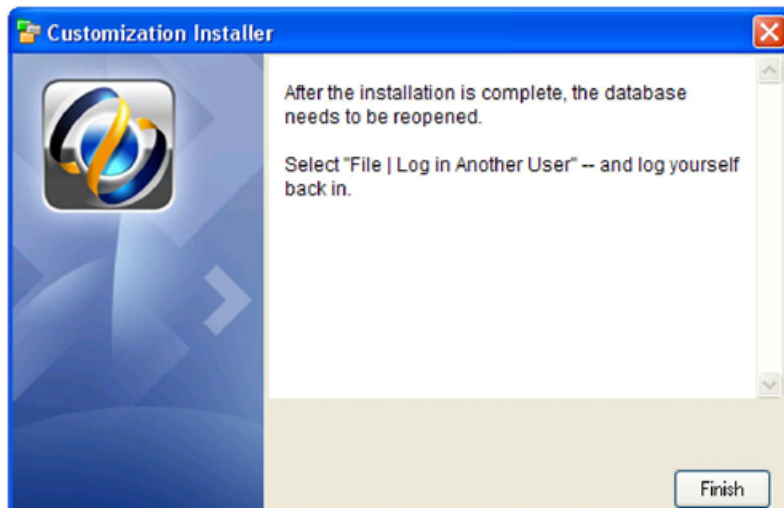 Customization Installer
After the installation is complete, the database
needs to be reopened.
Select "File | Log in Another User" -- and log yourself
back in.
Finish